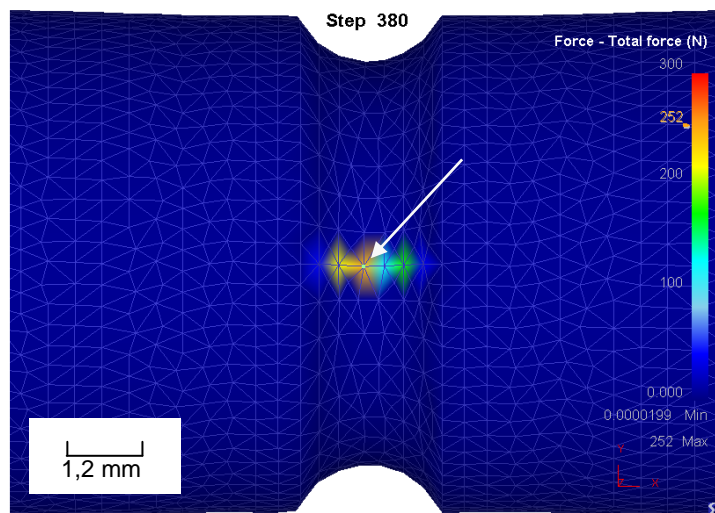 Step 380
Force - Total force (N)
300
252
200
100
0.000
0.0000199 Min
252 Max
1,2 mm
Y
Z X